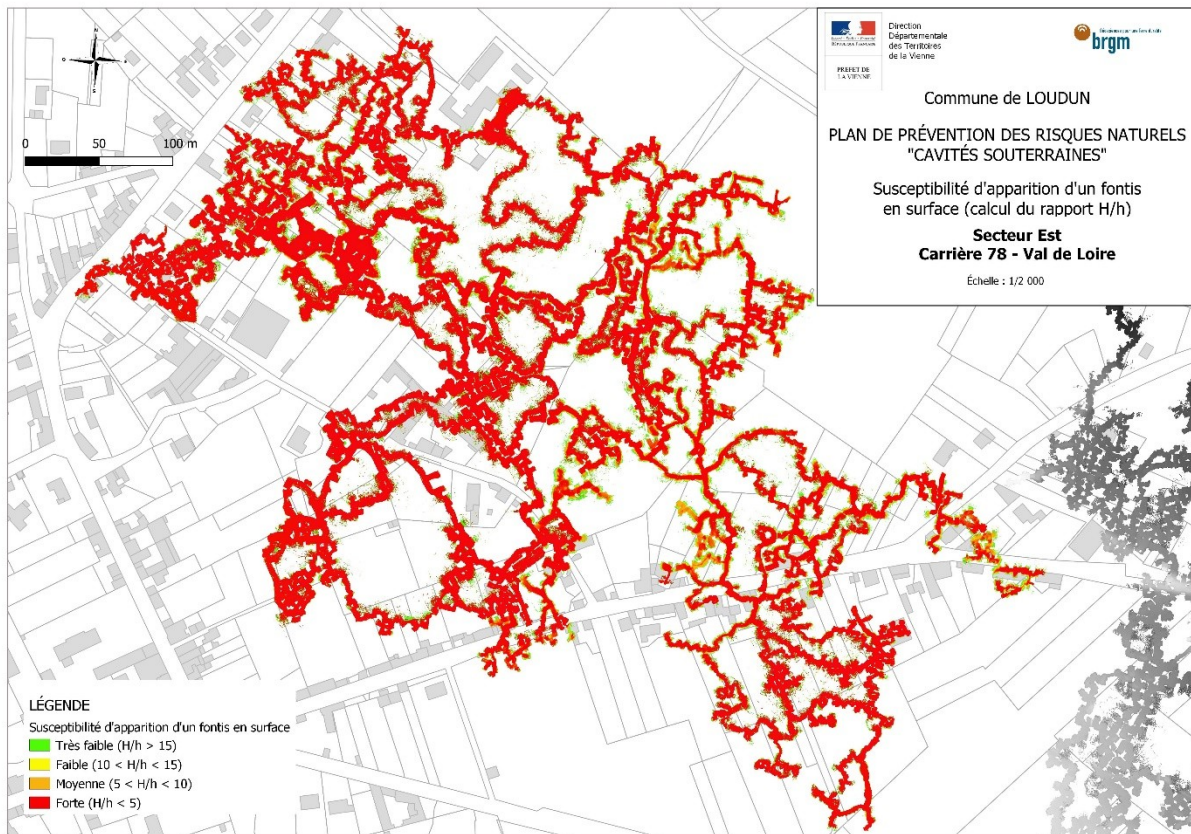 Direction
Départementale
des Territoires
de la Vienne
PRÉFET DE
LA VIENNE
brgm
Commune de LOUDUN
PLAN DE PRÉVENTION DES RISQUES NATURELS
"CAVITÉS SOUTERRAINES"
Susceptibilité d'apparition d'un fontis
en surface (calcul du rapport H/h)
Secteur Est
Carrière 78 - Val de Loire
Échelle : 1/2 000
N
O
E
S
0 50 100 m
LÉGENDE
Susceptibilité d'apparition d'un fontis en surface
Très faible (H/h > 15)
Faible (10 < H/h < 15)
Moyenne (5 < H/h < 10)
Forte (H/h < 5)